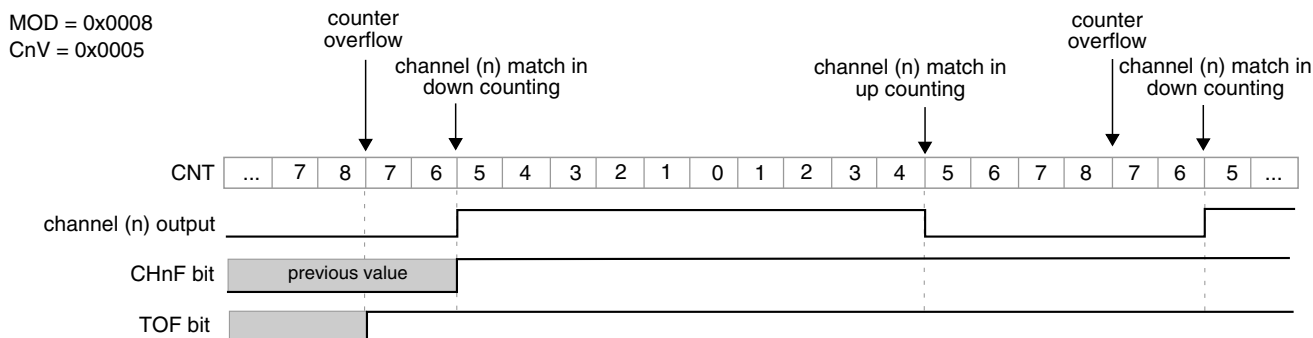 MOD = 0x0008
CnV = 0x0005
counter
overflow
channel (n) match in
down counting
channel (n) match in
up counting
counter
overflow
channel (n) match in
down counting
CNT ... 7 8 7 6 5 4 3 2 1 0 1 2 3 4 5 6 7 8 7 6 5 ...
channel (n) output
CHnF bit previous value
TOF bit